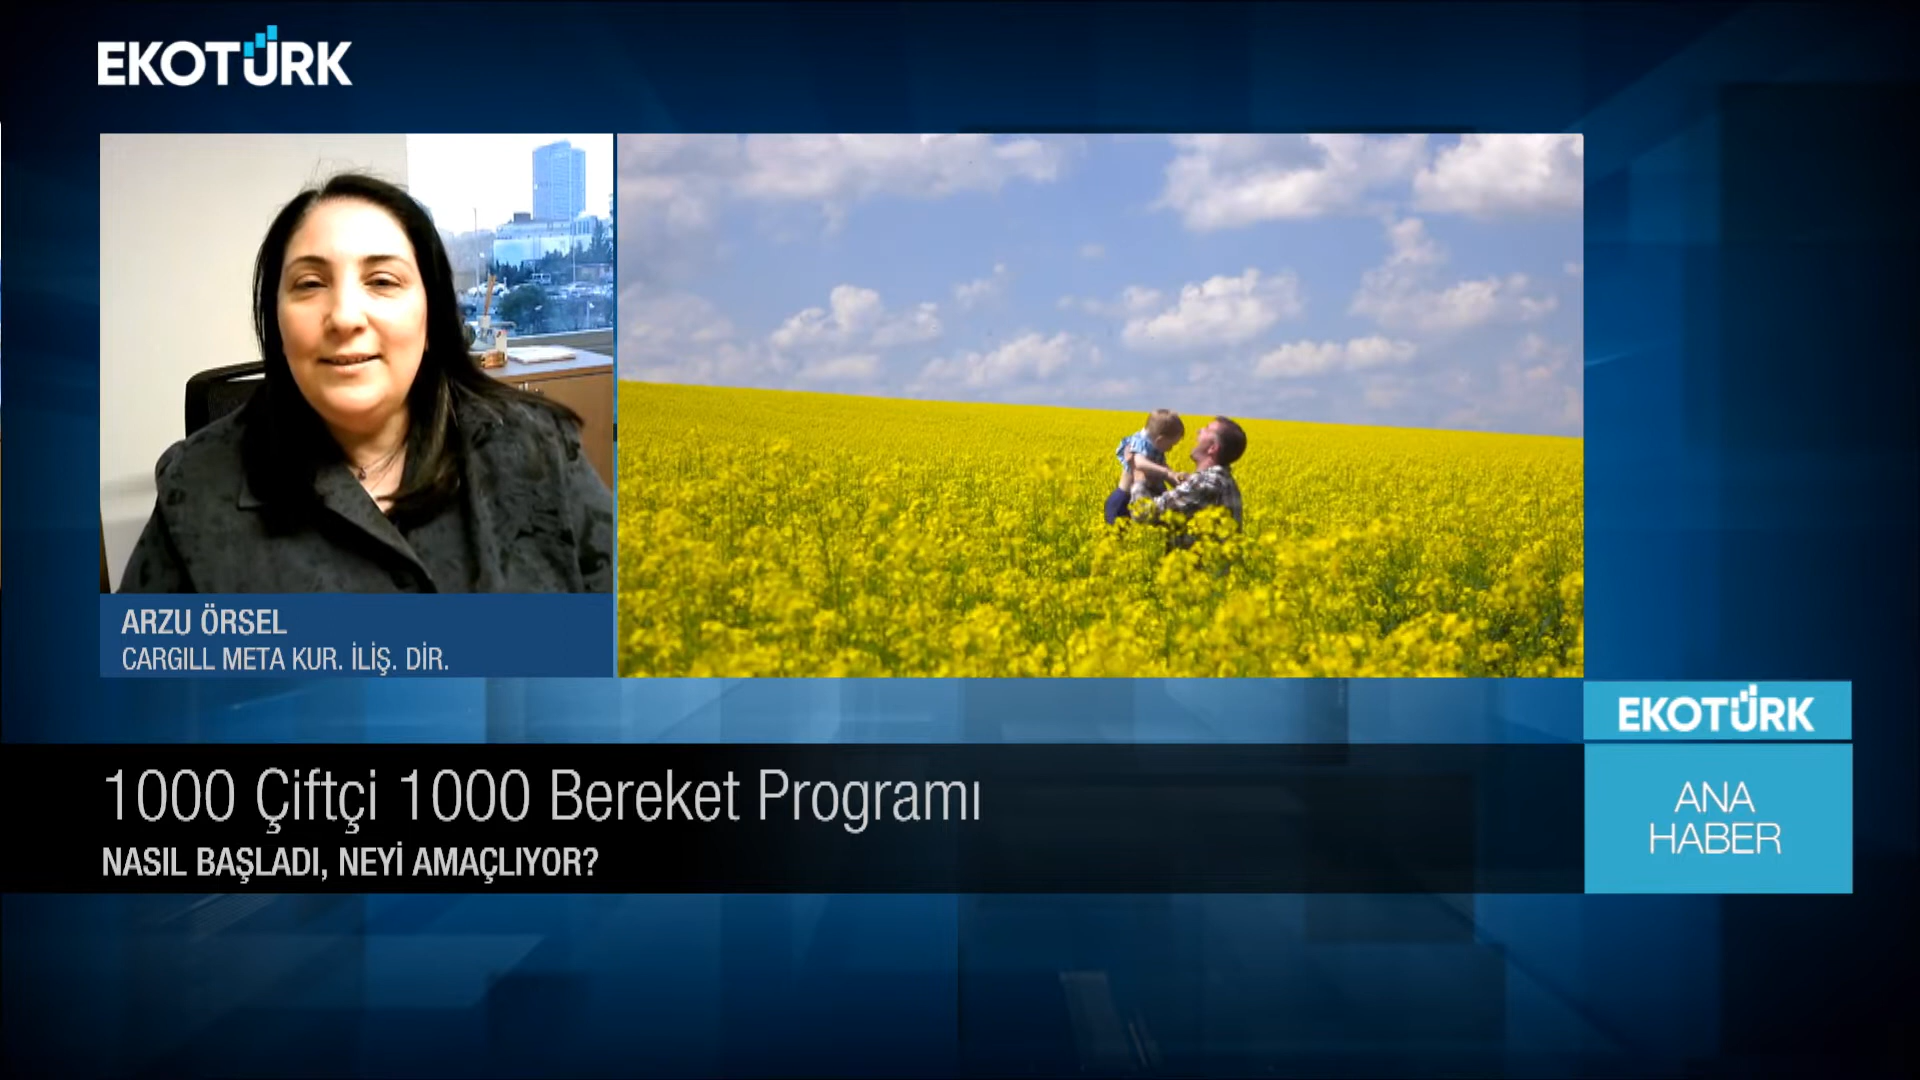 EKOTÜRK
ARZU ÖRSEL
CARGILL META KUR. İLİŞ. DİR.
EKOTÜRK
1000 Çiftçi 1000 Bereket Programı
NASIL BAŞLADI, NEYİ AMAÇLIYOR?
ANA
HABER